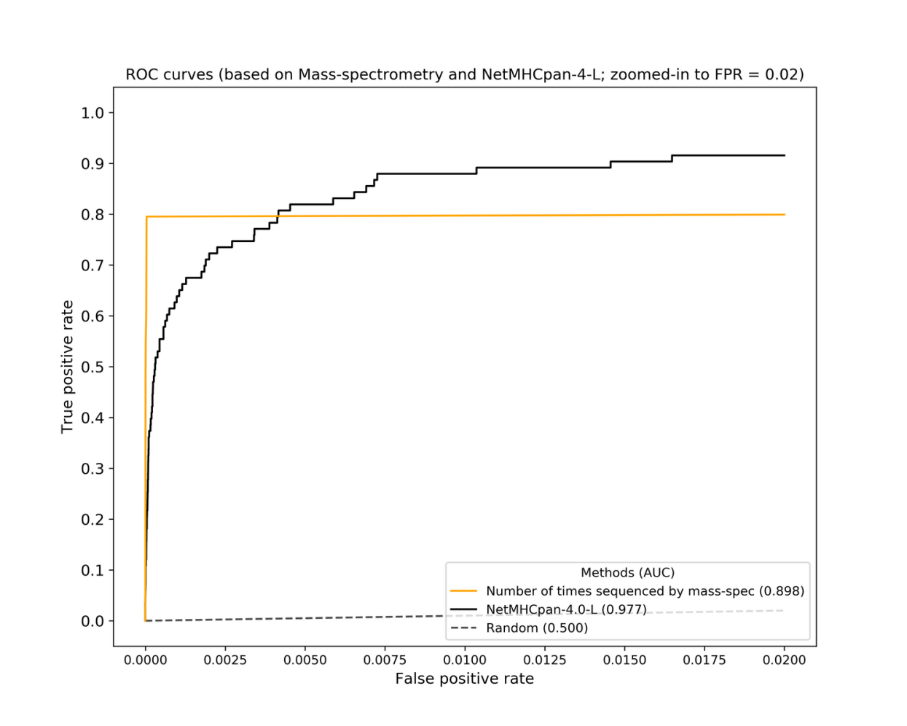 ROC curves (based on Mass-spectrometry and NetMHCpan-4-L; zoomed-in to FPR = 0.02)
1.0
0.9
0.8
0.7
0.6
0.5
0.4
0.3
0.2
0.1
0.0
True positive rate
Methods (AUC)
Number of times sequenced by mass-spec (0.898)
NetMHCpan-4.0-L (0.977)
Random (0.500)
0.0000 0.0025 0.0050 0.0075 0.0100 0.0125 0.0150 0.0175 0.0200
False positive rate